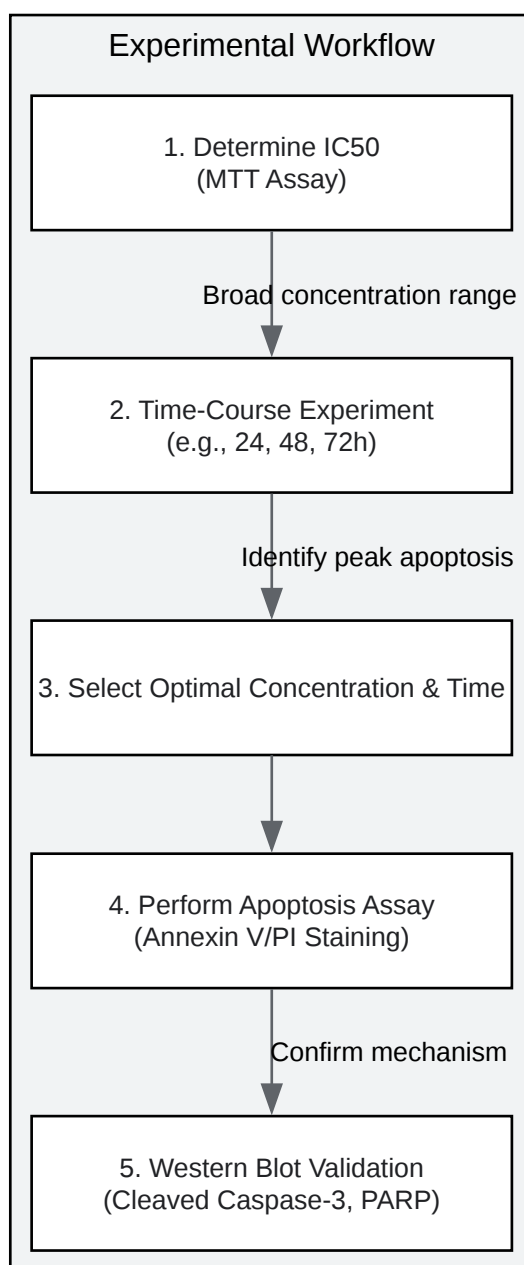 Experimental Workflow
1. Determine IC50
(MTT Assay)
Broad concentration range
2. Time-Course Experiment
(e.g., 24, 48, 72h)
Identify peak apoptosis
3. Select Optimal Concentration & Time
4. Perform Apoptosis Assay
(Annexin V/PI Staining)
Confirm mechanism
5. Western Blot Validation
(Cleaved Caspase-3, PARP)